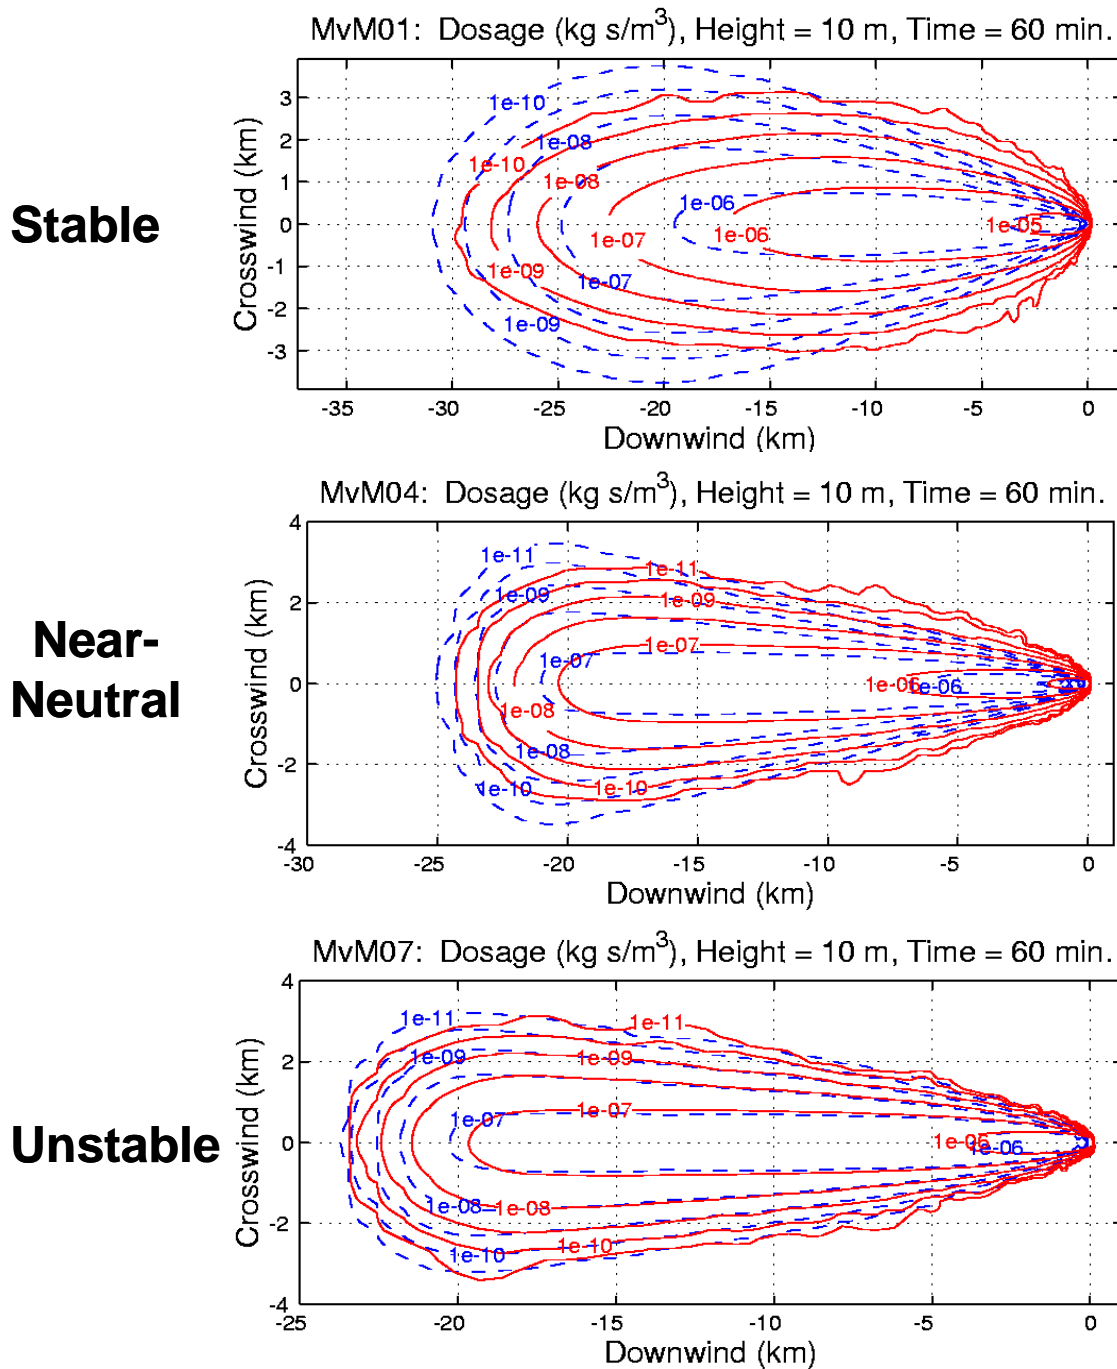 MvM01: Dosage (kg s/m³), Height = 10 m, Time = 60 min.
Stable
Crosswind (km)
3
2
1
0
-1
-2
-3
1e-10
1e-08
1e-10
1e-08
1e-06
1e-05
1e-07
1e-06
1e-09
1e-07
1e-09
-35 -30 -25 -20 -15 -10 -5 0
Downwind (km)
MvM04: Dosage (kg s/m³), Height = 10 m, Time = 60 min.
Near-
Neutral
Crosswind (km)
4
2
0
-2
-4
1e-11
1e-11
1e-09
1e-09
1e-07
1e-07
1e-06
1e-06
1e-08
1e-08
1e-10
1e-10
-30 -25 -20 -15 -10 -5 0
Downwind (km)
MvM07: Dosage (kg s/m³), Height = 10 m, Time = 60 min.
Unstable
Crosswind (km)
4
2
0
-2
-4
1e-11
1e-11
1e-09
1e-09
1e-07
1e-07
1e-06
1e-06
1e-08
1e-08
1e-10
1e-10
-25 -20 -15 -10 -5 0
Downwind (km)